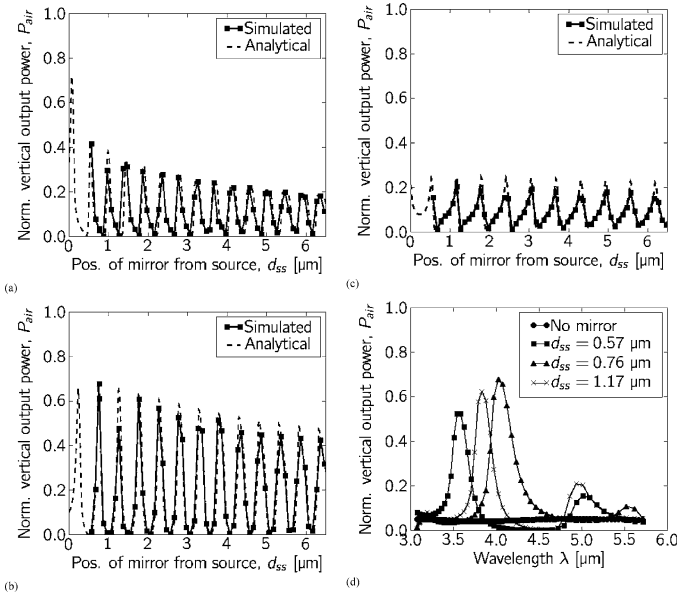 Norm. vertical output power, P_air
1.0
0.8
0.6
0.4
0.2
0.0
0 1 2 3 4 5 6
Pos. of mirror from source, d_ss [μm]
Simulated
Analytical
(a)
Norm. vertical output power, P_air
1.0
0.8
0.6
0.4
0.2
0.0
0 1 2 3 4 5 6
Pos. of mirror from source, d_ss [μm]
Simulated
Analytical
(b)
Norm. vertical output power, P_air
1.0
0.8
0.6
0.4
0.2
0.0
0 1 2 3 4 5 6
Pos. of mirror from source, d_ss [μm]
Simulated
Analytical
(c)
Norm. vertical output power, P_air
1.0
0.8
0.6
0.4
0.2
0.0
3.0 3.5 4.0 4.5 5.0 5.5 6.0
Wavelength λ [μm]
No mirror
d_ss = 0.57 μm
d_ss = 0.76 μm
d_ss = 1.17 μm
(d)